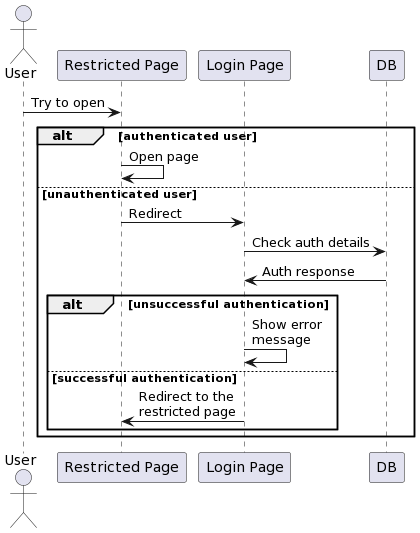 User
Restricted Page
Login Page
DB
Try to open
alt
[authenticated user]
Open page
[unauthenticated user]
Redirect
Check auth details
Auth response
alt
[unsuccessful authentication]
Show error
message
[successful authentication]
Redirect to the
restricted page
User
Restricted Page
Login Page
DB